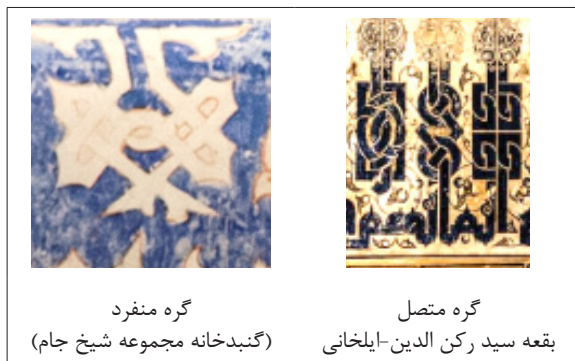 گره متصل
بقعه سید رکن الدین-ایلخانی
گره منفرد
(گنبدخانه مجموعه شیخ جام)